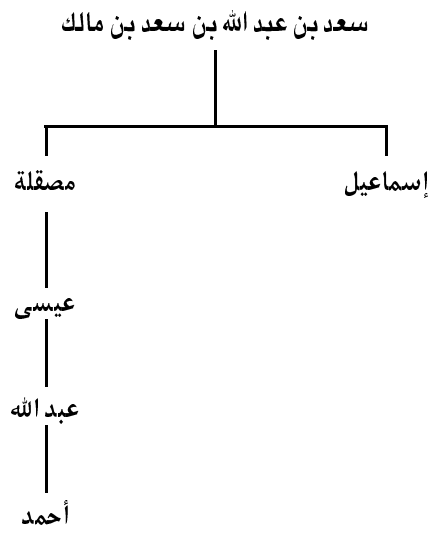 سعد بن عبد الله بن سعد بن مالك
إسماعيل
مصقلة
عيسى
عبد الله
أحمد